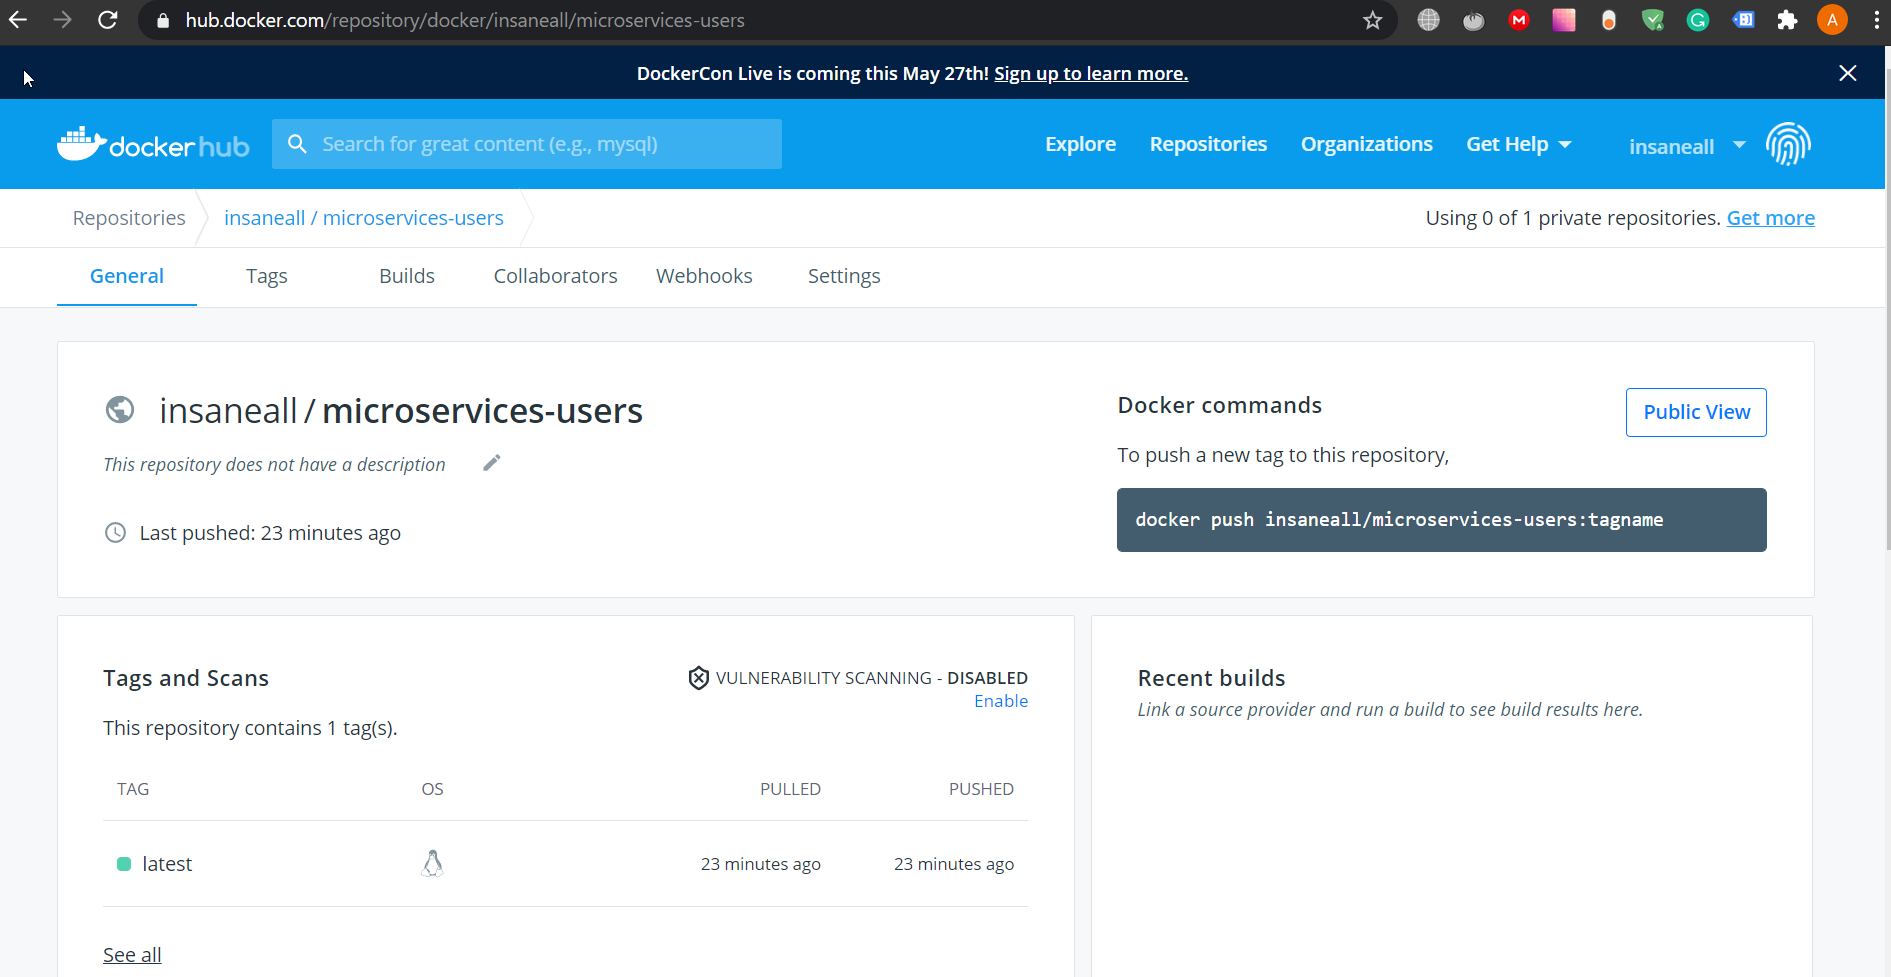 hub.docker.com/repository/docker/insaneall/microservices-users
M
G
A
DockerCon Live is coming this May 27th! Sign up to learn more.
dockerhub
Search for great content (e.g., mysql)
Explore Repositories Organizations Get Help insaneall
Repositories insaneall / microservices-users Using 0 of 1 private repositories. Get more
General Tags Builds Collaborators Webhooks Settings
insaneall / microservices-users
This repository does not have a description
Last pushed: 23 minutes ago
Docker commands
Public View
To push a new tag to this repository,
docker push insaneall/microservices-users:tagname
Tags and Scans
VULNERABILITY SCANNING - DISABLED
Enable
This repository contains 1 tag(s).
TAG OS PULLED PUSHED
latest 23 minutes ago 23 minutes ago
See all
Recent builds
Link a source provider and run a build to see build results here.